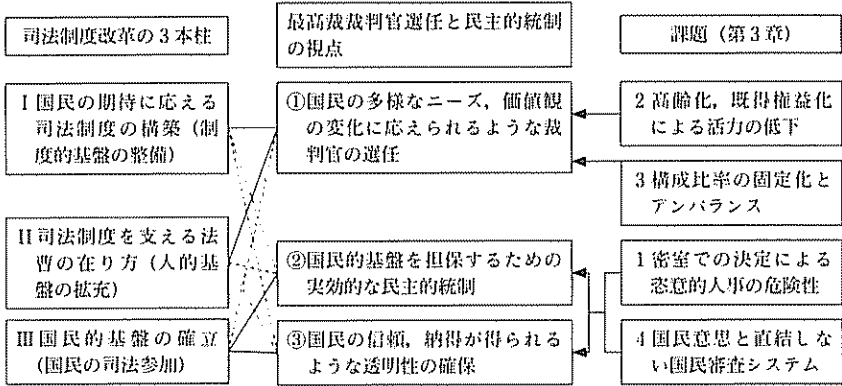 司法制度改革の3本柱
最高裁裁判官選任と民主的統制
の視点
課題（第3章）
Ⅰ国民の期待に応える
司法制度の構築（制
度的基盤の整備）
①国民の多様なニーズ，価値観
の変化に応えられるような裁
判官の選任
2高齢化，既得権益化
による活力の低下
3構成比率の固定化と
アンバランス
Ⅱ司法制度を支える法
曹の在り方（人的基
盤の拡充）
②国民的基盤を担保するための
実効的な民主的統制
1密室での決定による
恣意的人事の危険性
Ⅲ国民的基盤の確立
（国民の司法参加）
③国民の信頼，納得が得られる
ような透明性の確保
4国民意思と直結しな
い国民審査システム